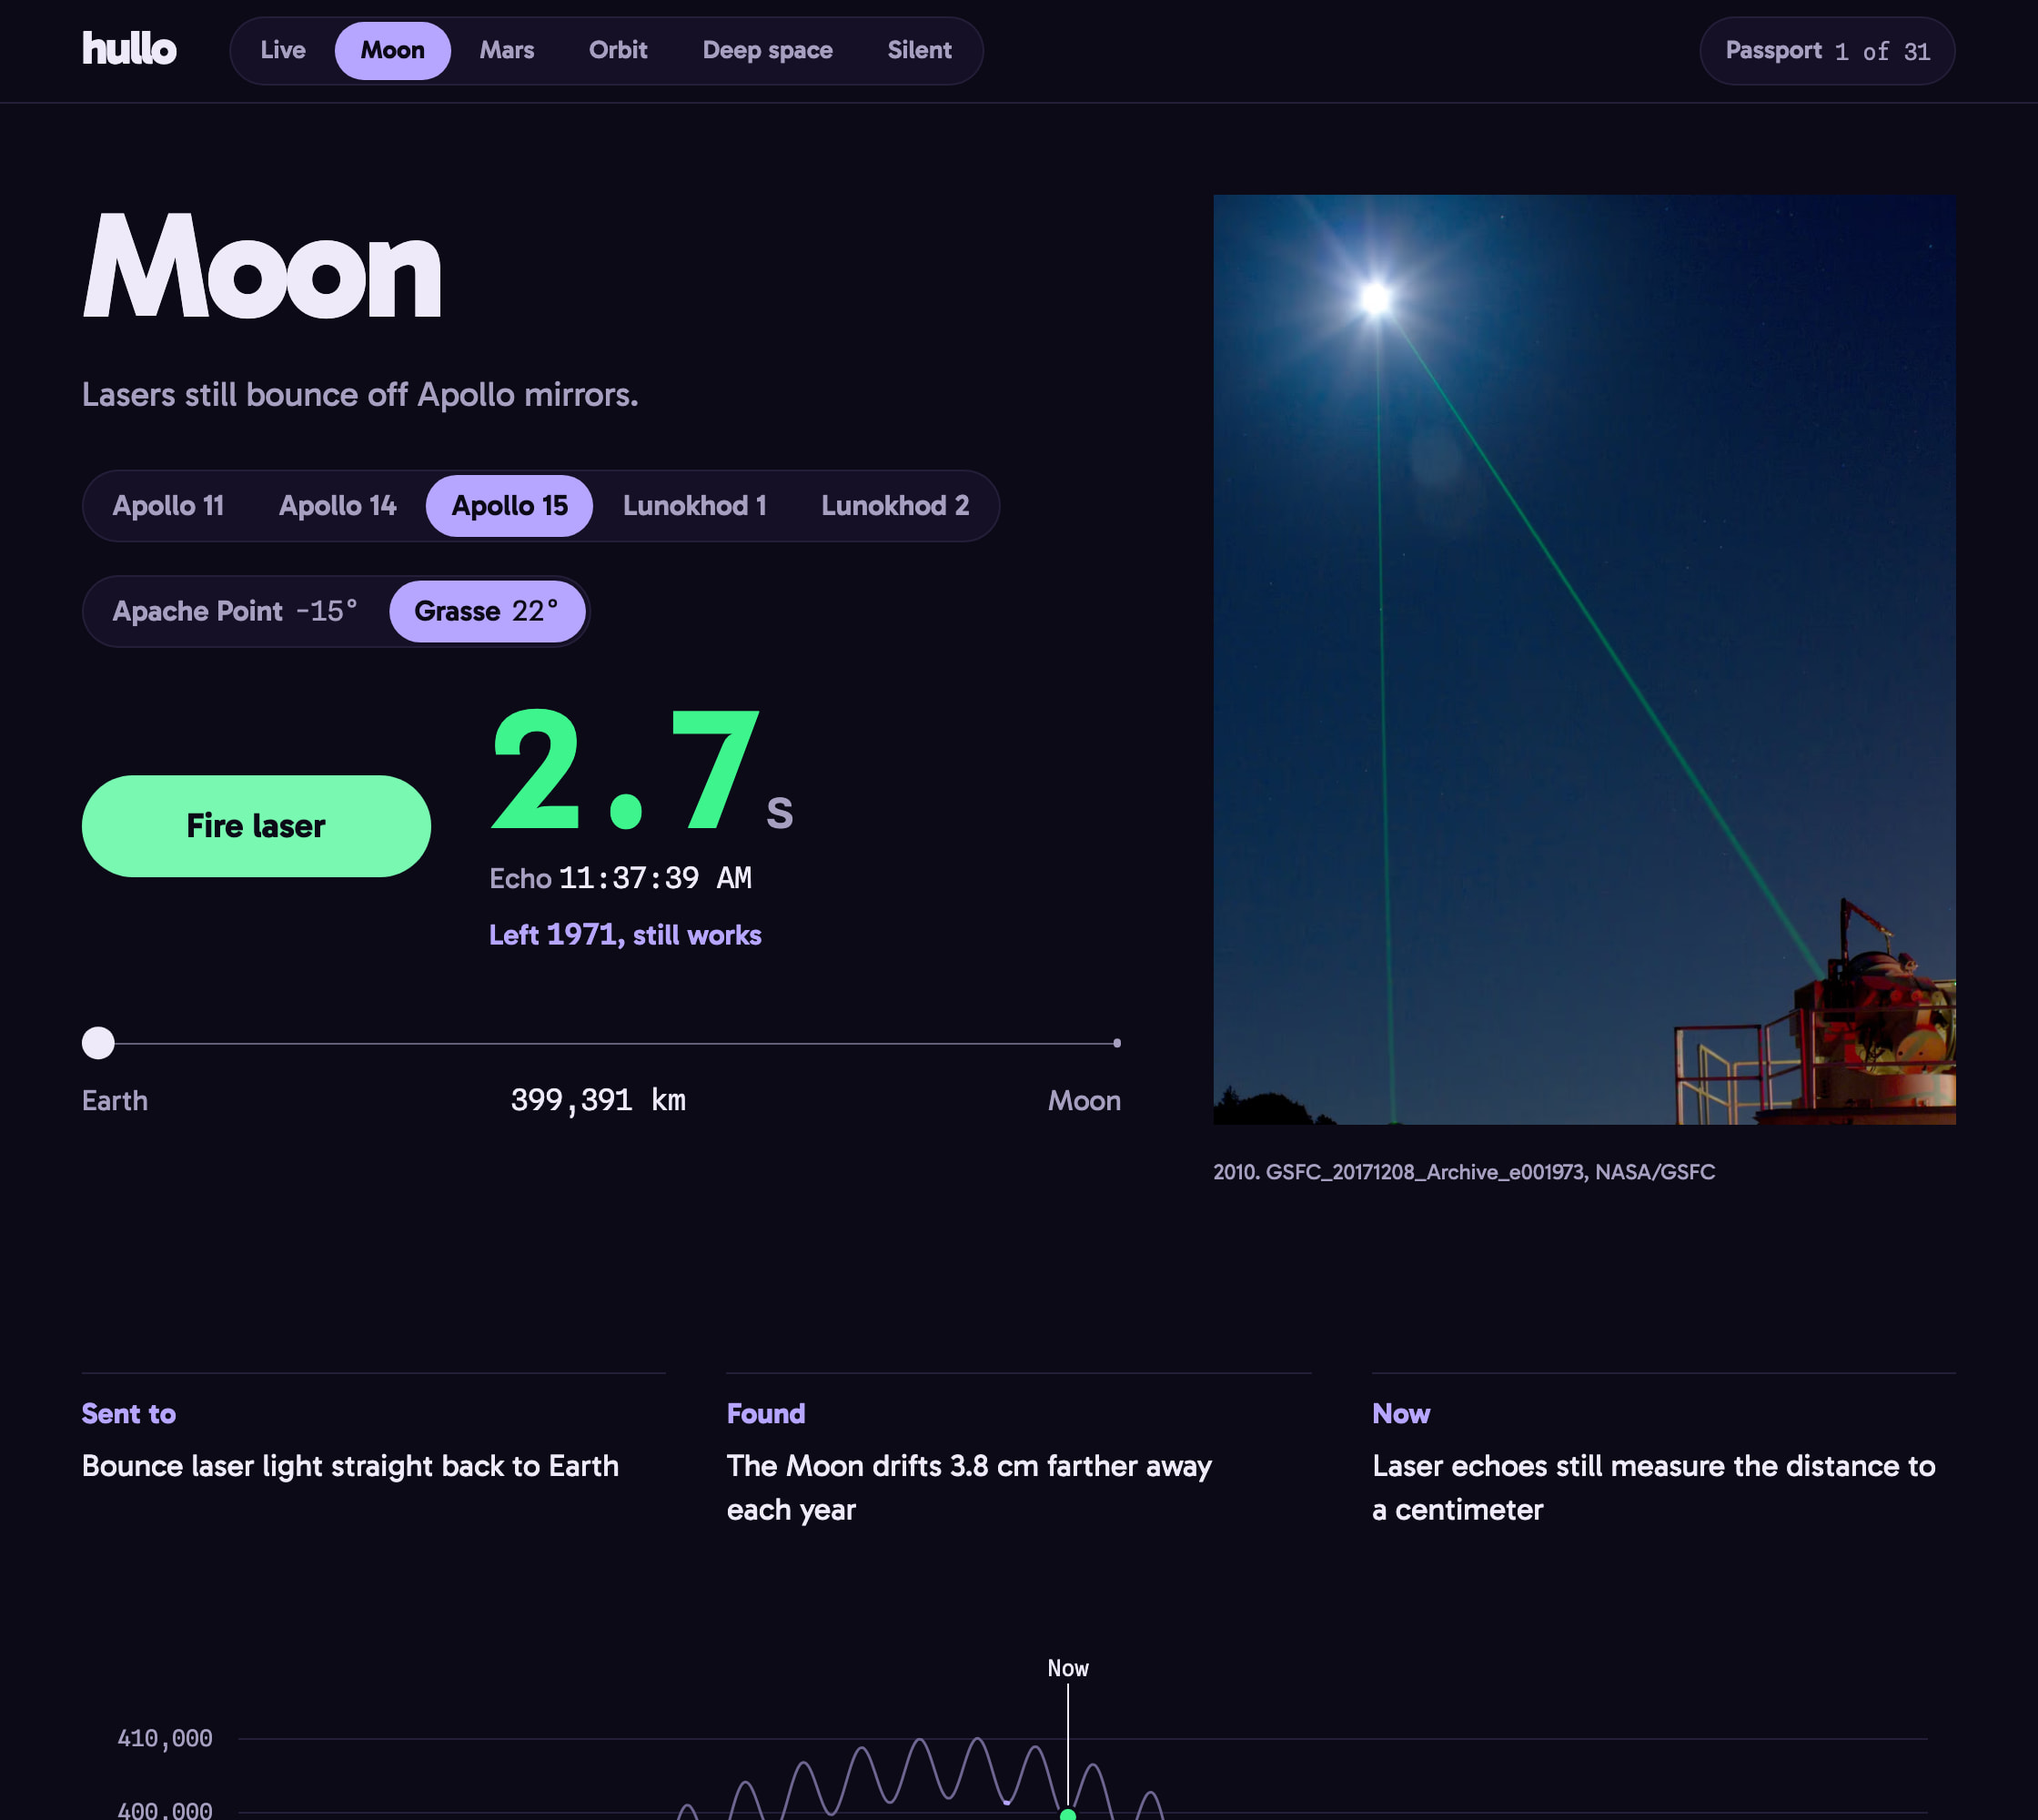 hullo
Live Moon Mars Orbit Deep space Silent
Passport 1 of 31
Moon
Lasers still bounce off Apollo mirrors.
Apollo 11 Apollo 14 Apollo 15 Lunokhod 1 Lunokhod 2
Apache Point -15° Grasse 22°
Fire laser
2.7s
Echo 11:37:39 AM
Left 1971, still works
Earth 399,391 km Moon
2010. GSFC_20171208_Archive_e001973, NASA/GSFC
Sent to
Bounce laser light straight back to Earth
Found
The Moon drifts 3.8 cm farther away
each year
Now
Laser echoes still measure the distance to
a centimeter
Now
410,000
400,000